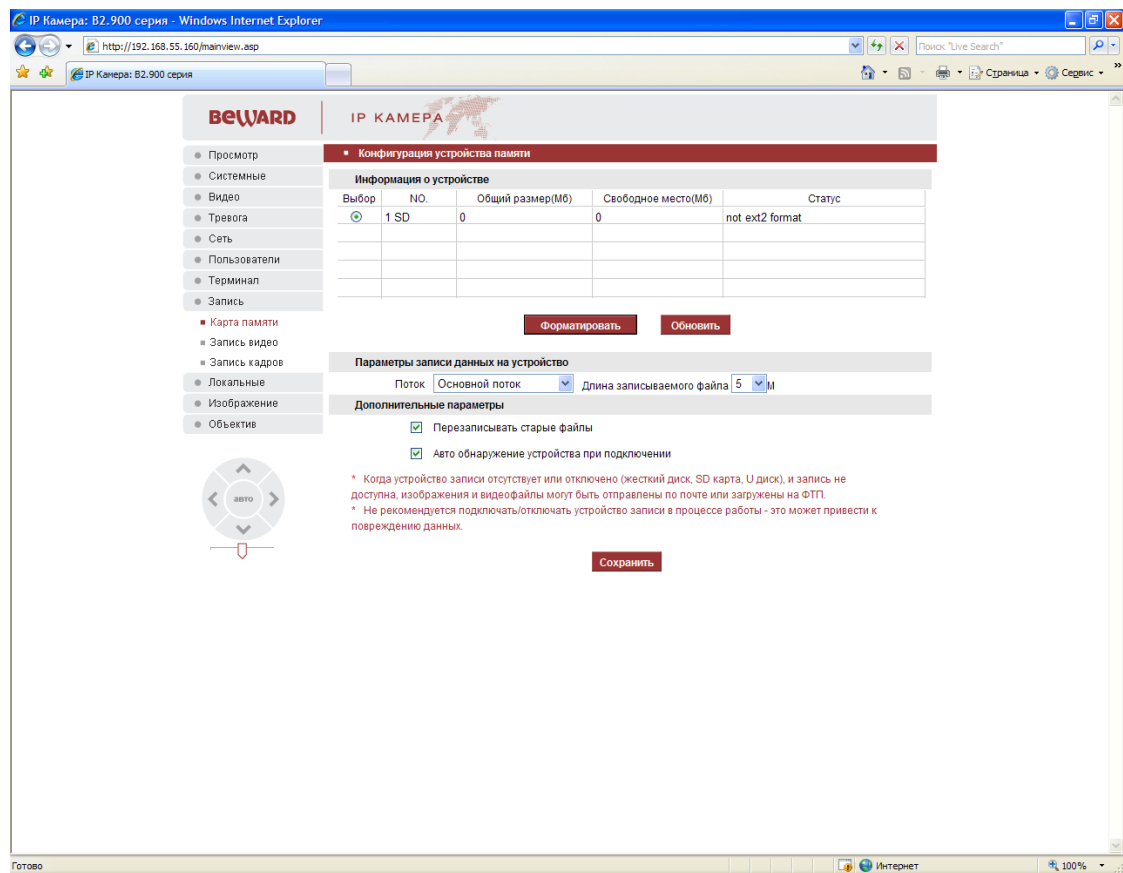 IP Камера: B2.900 серия - Windows Internet Explorer
http://192.168.55.160/mainview.asp
Поиск "Live Search"
IP Камера: B2.900 серия
Страница
Сервис
»
BEWARD
IP КАМЕРА
Просмотр
Системные
Видео
Тревога
Сеть
Пользователи
Терминал
Запись
Карта памяти
Запись видео
Запись кадров
Локальные
Изображение
Объектив
авто
Конфигурация устройства памяти
Информация о устройстве
Выбор NO. Общий размер(Мб) Свободное место(Мб) Статус
1 SD 0 0 not ext2 format
Форматировать Обновить
Параметры записи данных на устройство
Поток Основной поток Длина записываемого файла 5 М
Дополнительные параметры
Перезаписывать старые файлы
Авто обнаружение устройства при подключении
* Когда устройство записи отсутствует или отключено (жесткий диск, SD карта, U диск), и запись не
доступна, изображения и видеофайлы могут быть отправлены по почте или загружены на ФТП.
* Не рекомендуется подключать/отключать устройство записи в процессе работы - это может привести к
повреждению данных.
Сохранить
Готово
Интернет
100%